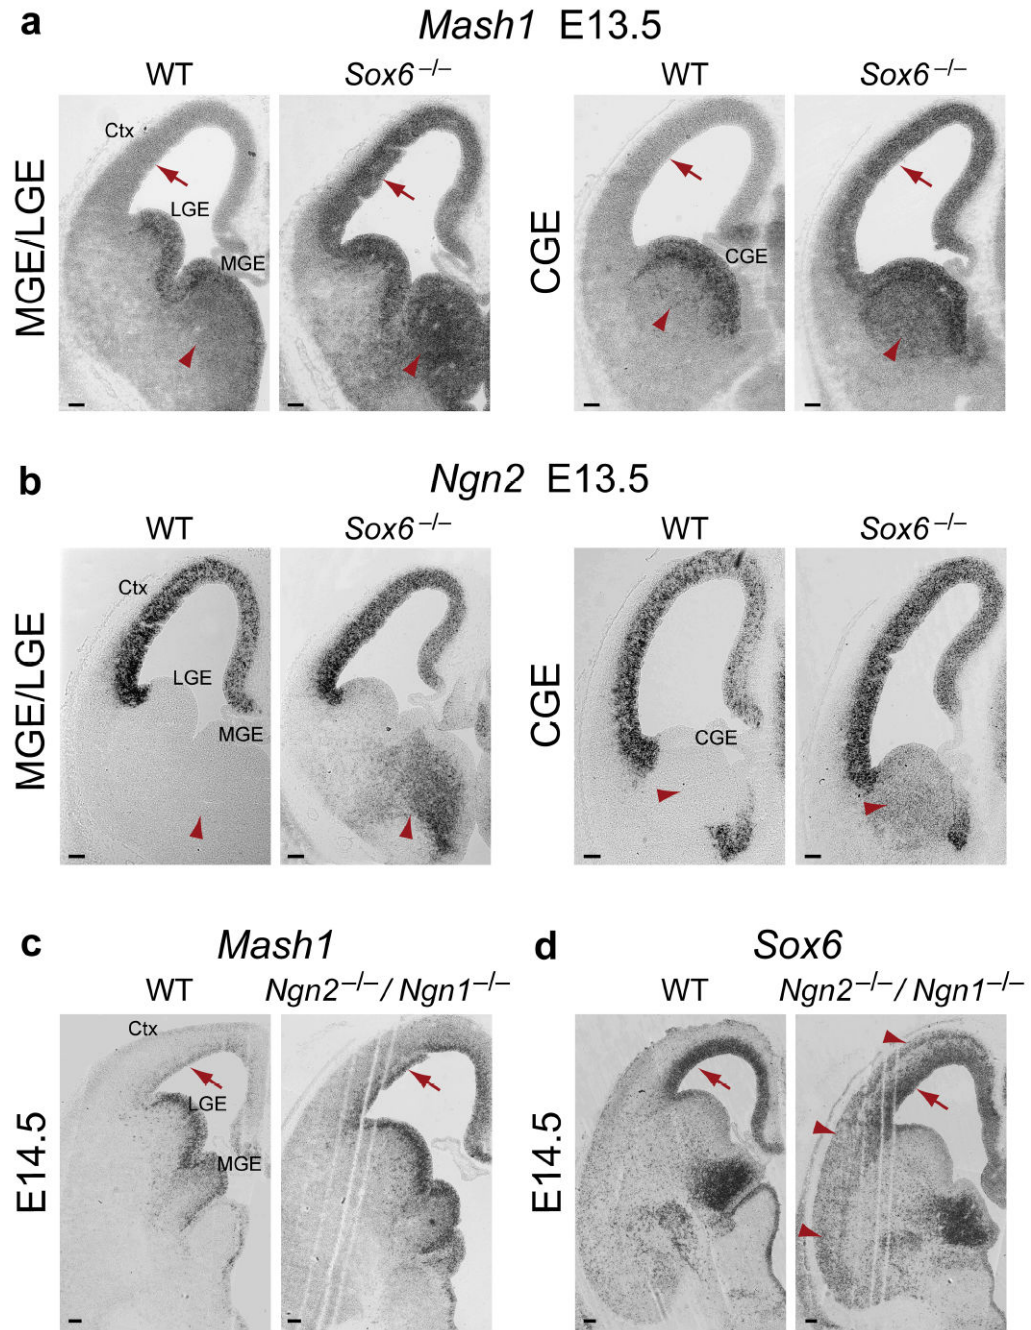 a
Mash1 E13.5
WT
Sox6 –/–
WT
Sox6 –/–
MGE/LGE
Ctx
LGE
MGE
CGE
CGE
b
Ngn2 E13.5
WT
Sox6 –/–
WT
Sox6 –/–
MGE/LGE
Ctx
LGE
MGE
CGE
CGE
c
Mash1
WT
Ngn2–/–/ Ngn1–/–
E14.5
Ctx
LGE
MGE
d
Sox6
WT
Ngn2–/–/ Ngn1–/–
E14.5